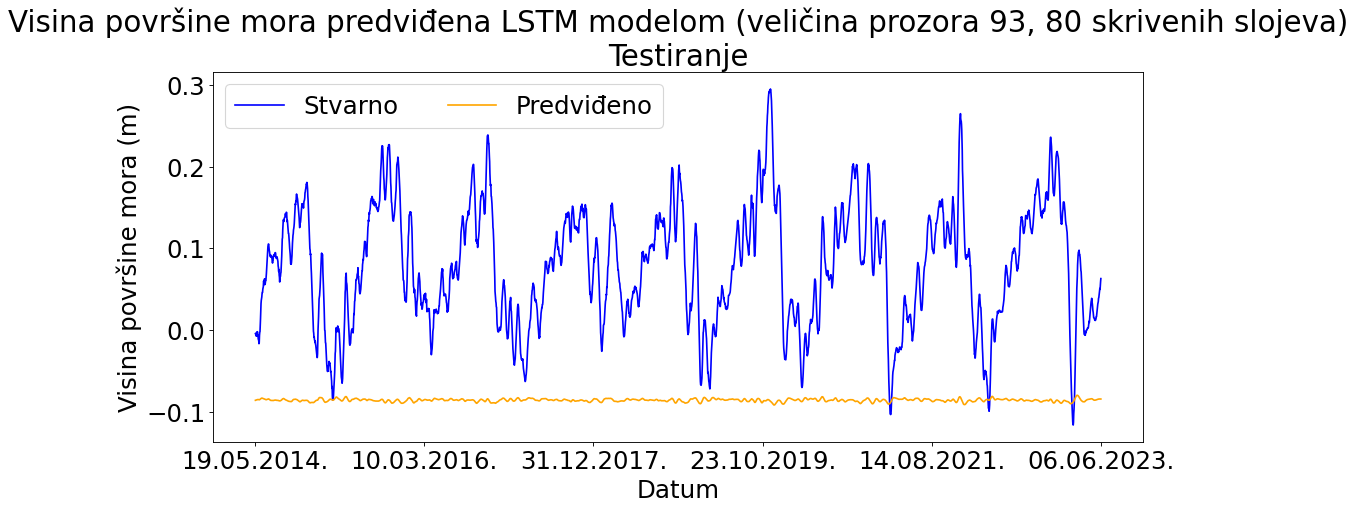 Visina površine mora predviđena LSTM modelom (veličina prozora 93, 80 skrivenih slojeva)
Testiranje
Stvarno Predviđeno
Visina površine mora (m)
0.3
0.2
0.1
0.0
−0.1
19.05.2014. 10.03.2016. 31.12.2017. 23.10.2019. 14.08.2021. 06.06.2023.
Datum